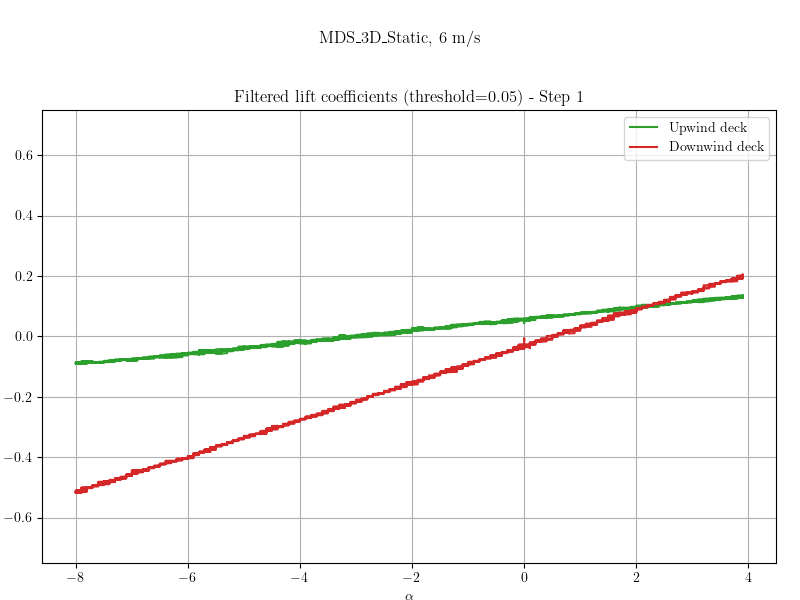 MDS_3D_Static, 6 m/s
Filtered lift coefficients (threshold=0.05) - Step 1
Upwind deck
Downwind deck
0.6
0.4
0.2
0.0
−0.2
−0.4
−0.6
−8
−6
−4
−2
0
2
4
α